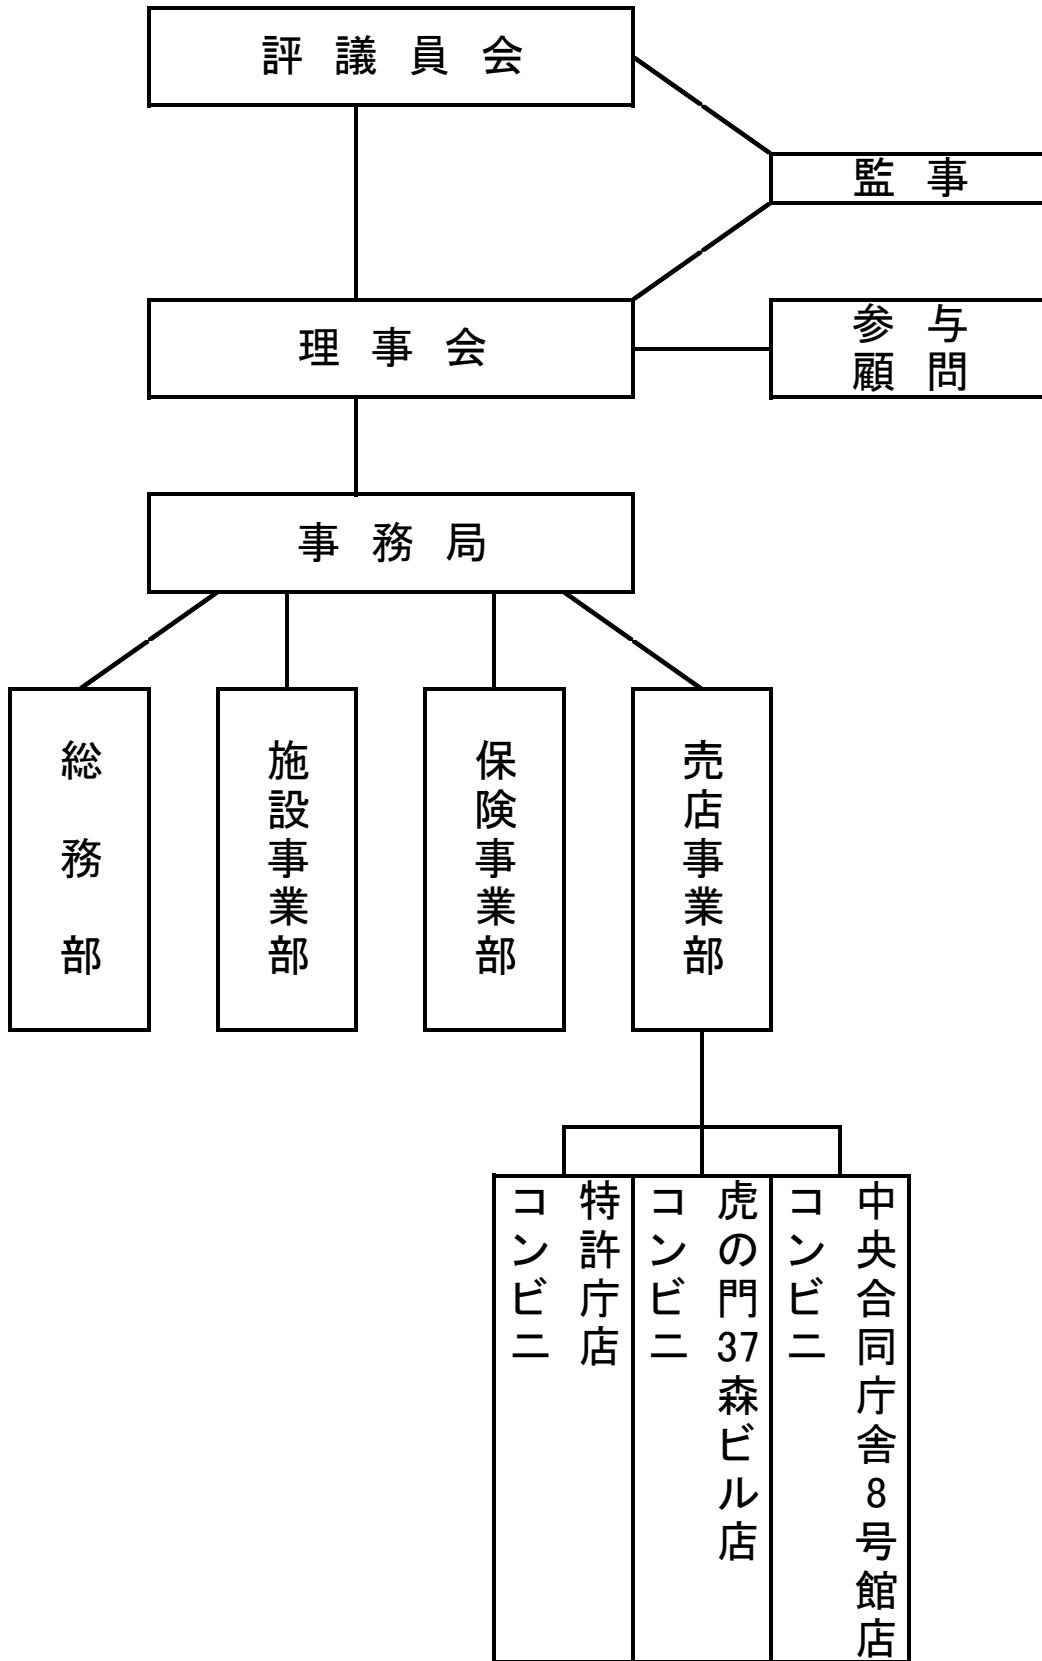 評議員会
監事
理事会
参与
顧問
事務局
総務部
施設事業部
保険事業部
売店事業部
特許庁店
コンビニ
虎の門37森ビル店
コンビニ
中央合同庁舎8号館店
コンビニ